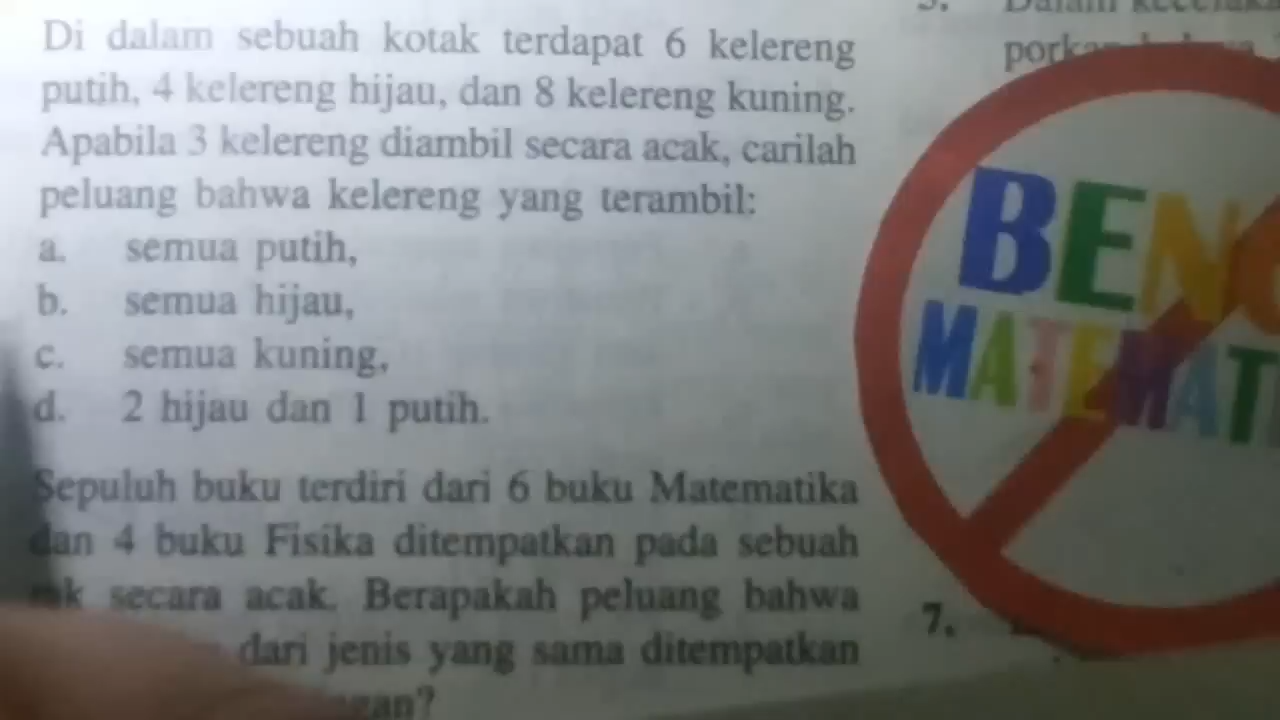 Di dalam sebuah kotak terdapat 6 kelereng
putih, 4 kelereng hijau, dan 8 kelereng kuning.
Apabila 3 kelereng diambil secara acak, carilah
peluang bahwa kelereng yang terambil:
a. semua putih,
b. semua hijau,
c. semua kuning,
d. 2 hijau dan 1 putih.
Sepuluh buku terdiri dari 6 buku Matematika
dan 4 buku Fisika ditempatkan pada sebuah
rak secara acak. Berapakah peluang bahwa
dari jenis yang sama ditempatkan
7.